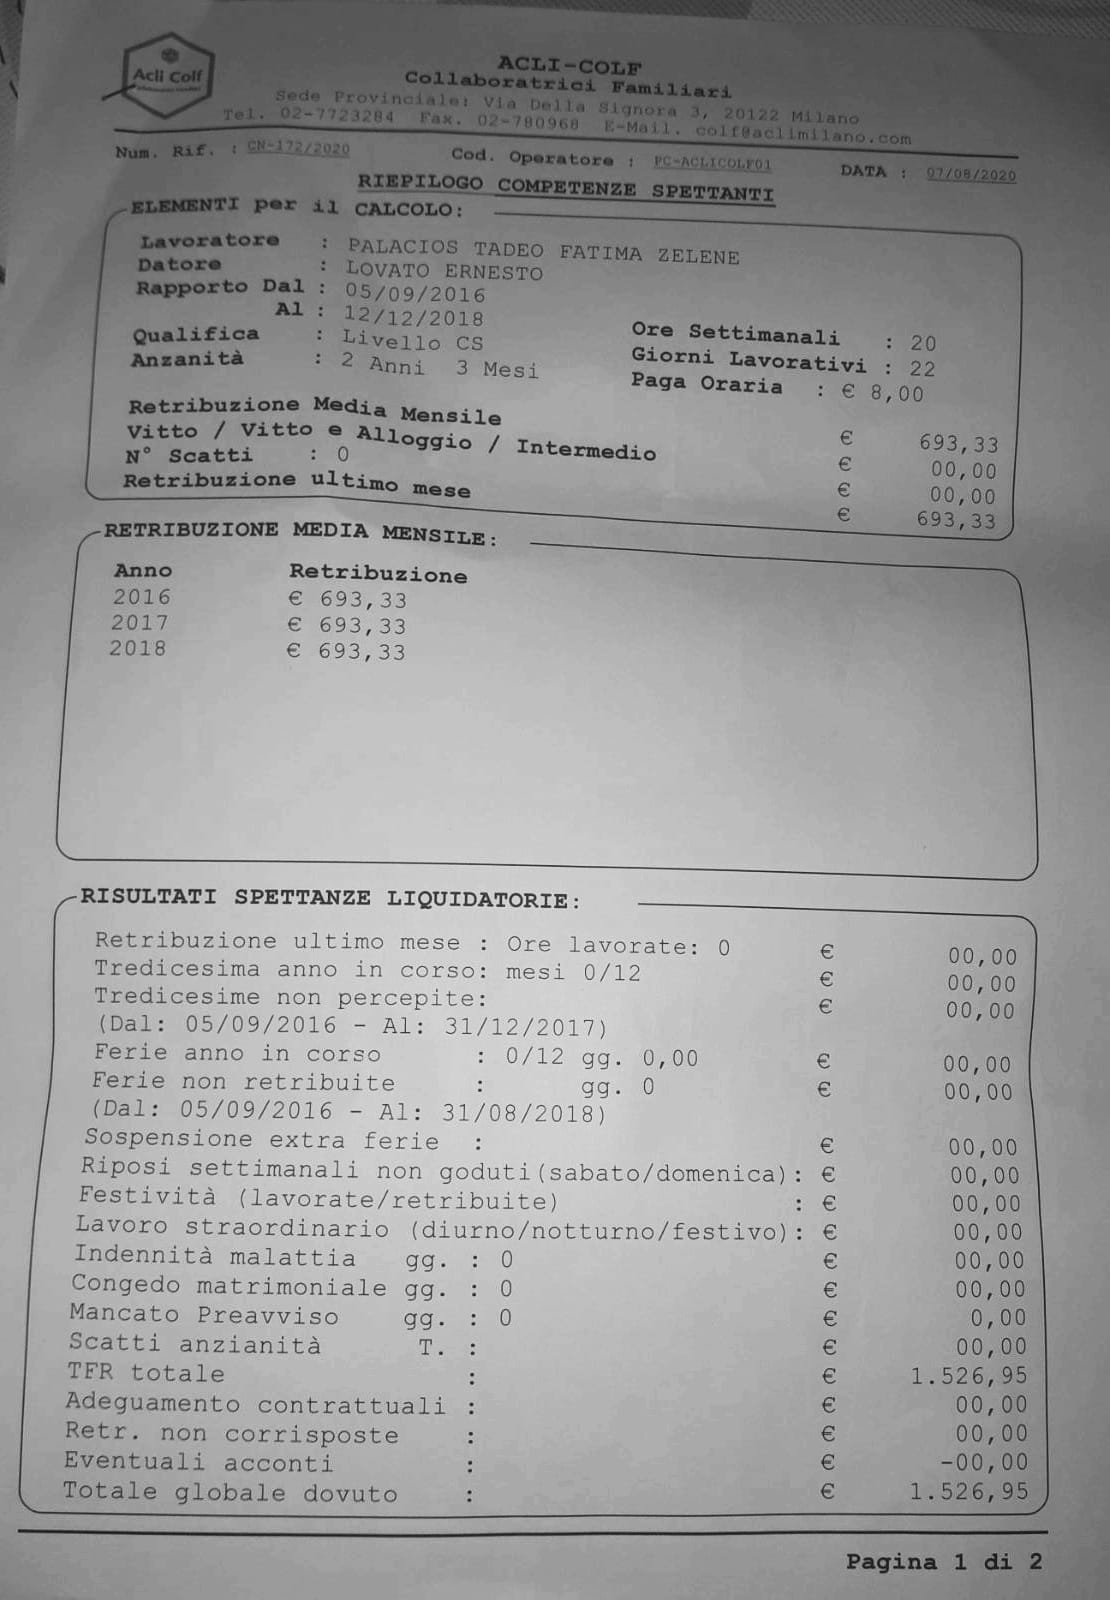 Acli Colf
ACLI-COLF
Collaboratrici Familiari
Sede Provinciale: Via Della Signora 3, 20122 Milano
Tel. 02-7723284 Fax. 02-780968 E-Mail. colf@aclimilano.com
Num. Rif. : CN-172/2020 Cod. Operatore : PC-ACLICOLF01 DATA : 07/08/2020
RIEPILOGO COMPETENZE SPETTANTI
ELEMENTI per il CALCOLO:
Lavoratore : PALACIOS TADEO FATIMA ZELENE
Datore : LOVATO ERNESTO
Rapporto Dal : 05/09/2016
Al : 12/12/2018
Qualifica : Livello CS Ore Settimanali : 20
Anzanità : 2 Anni 3 Mesi Giorni Lavorativi : 22
Paga Oraria : € 8,00
Retribuzione Media Mensile € 693,33
Vitto / Vitto e Alloggio / Intermedio € 00,00
N° Scatti : 0 € 00,00
Retribuzione ultimo mese € 693,33
RETRIBUZIONE MEDIA MENSILE:
Anno Retribuzione
2016 € 693,33
2017 € 693,33
2018 € 693,33
RISULTATI SPETTANZE LIQUIDATORIE:
Retribuzione ultimo mese : Ore lavorate: 0 € 00,00
Tredicesima anno in corso: mesi 0/12 € 00,00
Tredicesime non percepite: € 00,00
(Dal: 05/09/2016 - Al: 31/12/2017)
Ferie anno in corso : 0/12 gg. 0,00 € 00,00
Ferie non retribuite : gg. 0 € 00,00
(Dal: 05/09/2016 - Al: 31/08/2018)
Sospensione extra ferie : € 00,00
Riposi settimanali non goduti(sabato/domenica): € 00,00
Festività (lavorate/retribuite) : € 00,00
Lavoro straordinario (diurno/notturno/festivo): € 00,00
Indennità malattia gg. : 0 € 00,00
Congedo matrimoniale gg. : 0 € 00,00
Mancato Preavviso gg. : 0 € 0,00
Scatti anzianità T. : € 00,00
TFR totale : € 1.526,95
Adeguamento contrattuali : € 00,00
Retr. non corrisposte : € 00,00
Eventuali acconti : € -00,00
Totale globale dovuto : € 1.526,95
Pagina 1 di 2